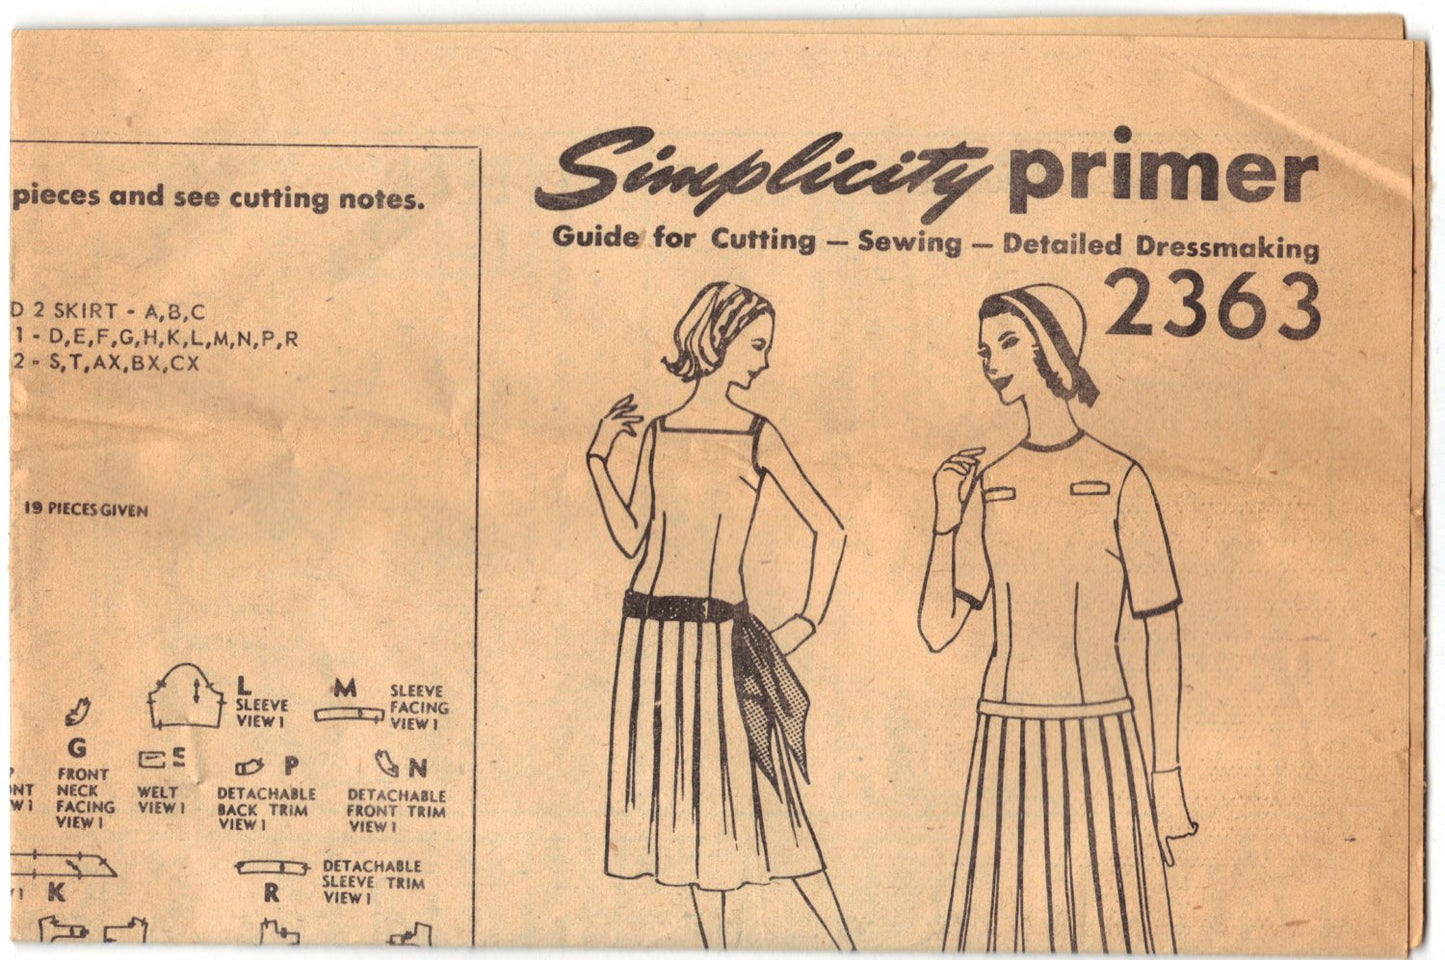 pieces and see cutting notes.
D 2 SKIRT - A,B,C
1 - D,E,F,G,H,K,L,M,N,P,R
2 - S,T,AX,BX,CX
19 PIECES GIVEN
L
SLEEVE
VIEW 1
M
SLEEVE
FACING
VIEW 1
G
FRONT
NECK
FACING
VIEW 1
S
WELT
VIEW 1
P
DETACHABLE
BACK TRIM
VIEW 1
N
DETACHABLE
FRONT TRIM
VIEW 1
K
R
DETACHABLE
SLEEVE TRIM
VIEW 1
Simplicity primer
Guide for Cutting — Sewing — Detailed Dressmaking
2363